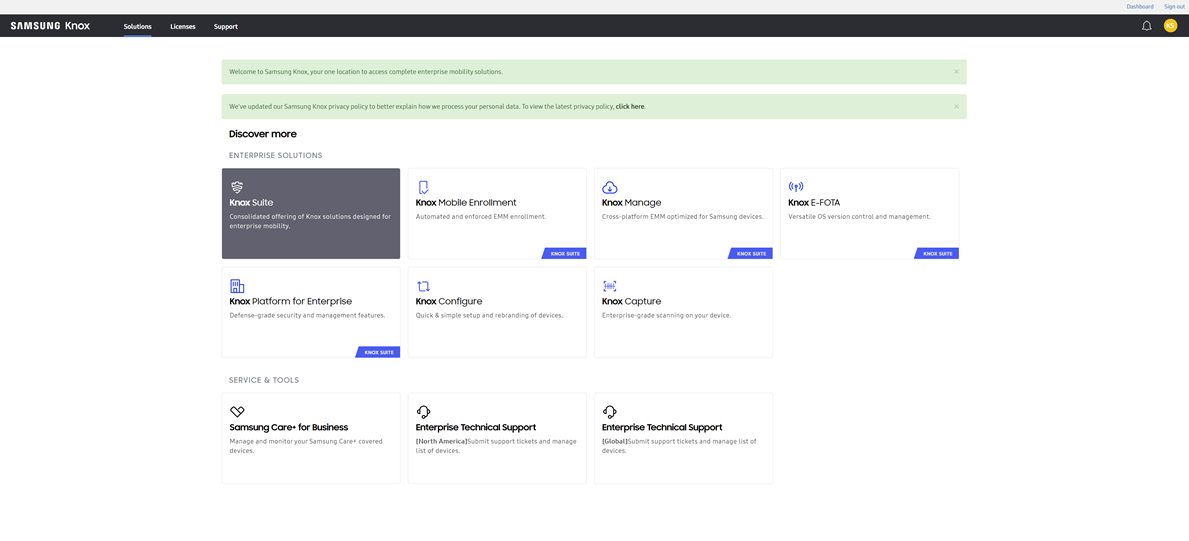 Dashboard Sign out
SAMSUNG Knox Solutions Licenses Support KS
Welcome to Samsung Knox, your one location to access complete enterprise mobility solutions. ×
We've updated our Samsung Knox privacy policy to better explain how we process your personal data. To view the latest privacy policy, click here. ×
Discover more
ENTERPRISE SOLUTIONS
Knox Suite
Consolidated offering of Knox solutions designed for
enterprise mobility.
Knox Mobile Enrollment
Automated and enforced EMM enrollment.
KNOX SUITE
Knox Manage
Cross-platform EMM optimized for Samsung devices.
KNOX SUITE
Knox E-FOTA
Versatile OS version control and management.
KNOX SUITE
Knox Platform for Enterprise
Defense-grade security and management features.
KNOX SUITE
Knox Configure
Quick & simple setup and rebranding of devices.
Knox Capture
Enterprise-grade scanning on your device.
SERVICE & TOOLS
Samsung Care+ for Business
Manage and monitor your Samsung Care+ covered
devices.
Enterprise Technical Support
[North America]Submit support tickets and manage
list of devices.
Enterprise Technical Support
[Global]Submit support tickets and manage list of
devices.